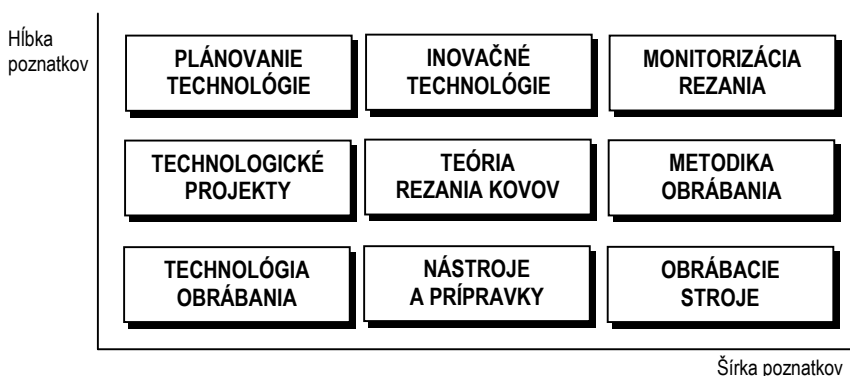 Hĺbka
poznatkov
PLÁNOVANIE
TECHNOLÓGIE
INOVAČNÉ
TECHNOLÓGIE
MONITORIZÁCIA
REZANIA
TECHNOLOGICKÉ
PROJEKTY
TEÓRIA
REZANIA KOVOV
METODIKA
OBRÁBANIA
TECHNOLÓGIA
OBRÁBANIA
NÁSTROJE
A PRÍPRAVKY
OBRÁBACIE
STROJE
Šírka poznatkov